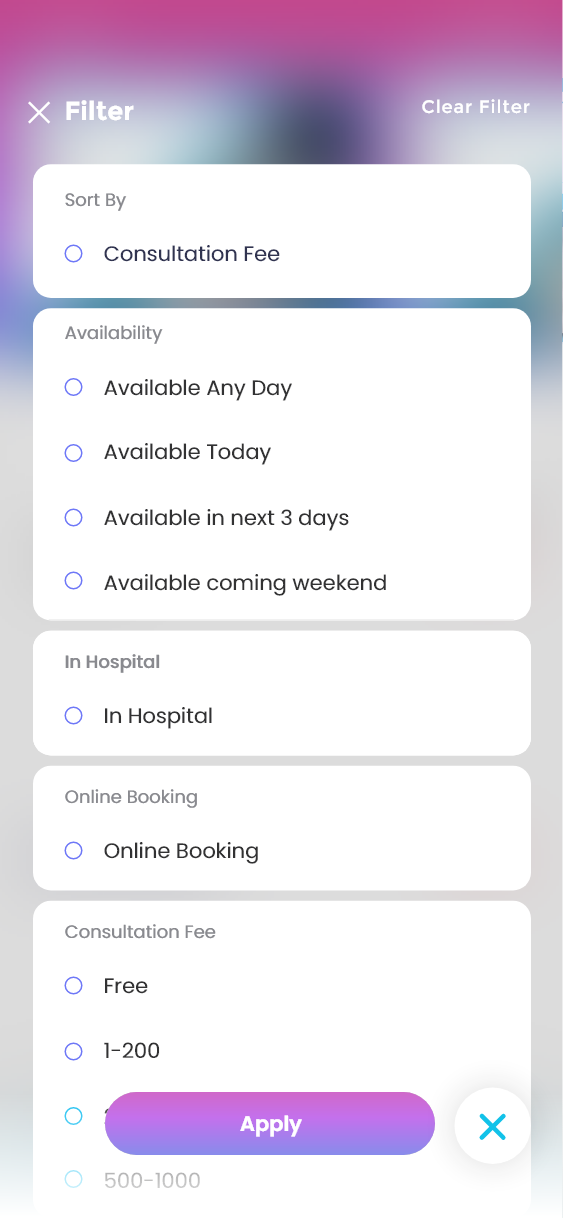 Filter
Clear Filter
Sort By
Consultation Fee
Availability
Available Any Day
Available Today
Available in next 3 days
Available coming weekend
In Hospital
In Hospital
Online Booking
Online Booking
Consultation Fee
Free
1-200
Apply
500-1000